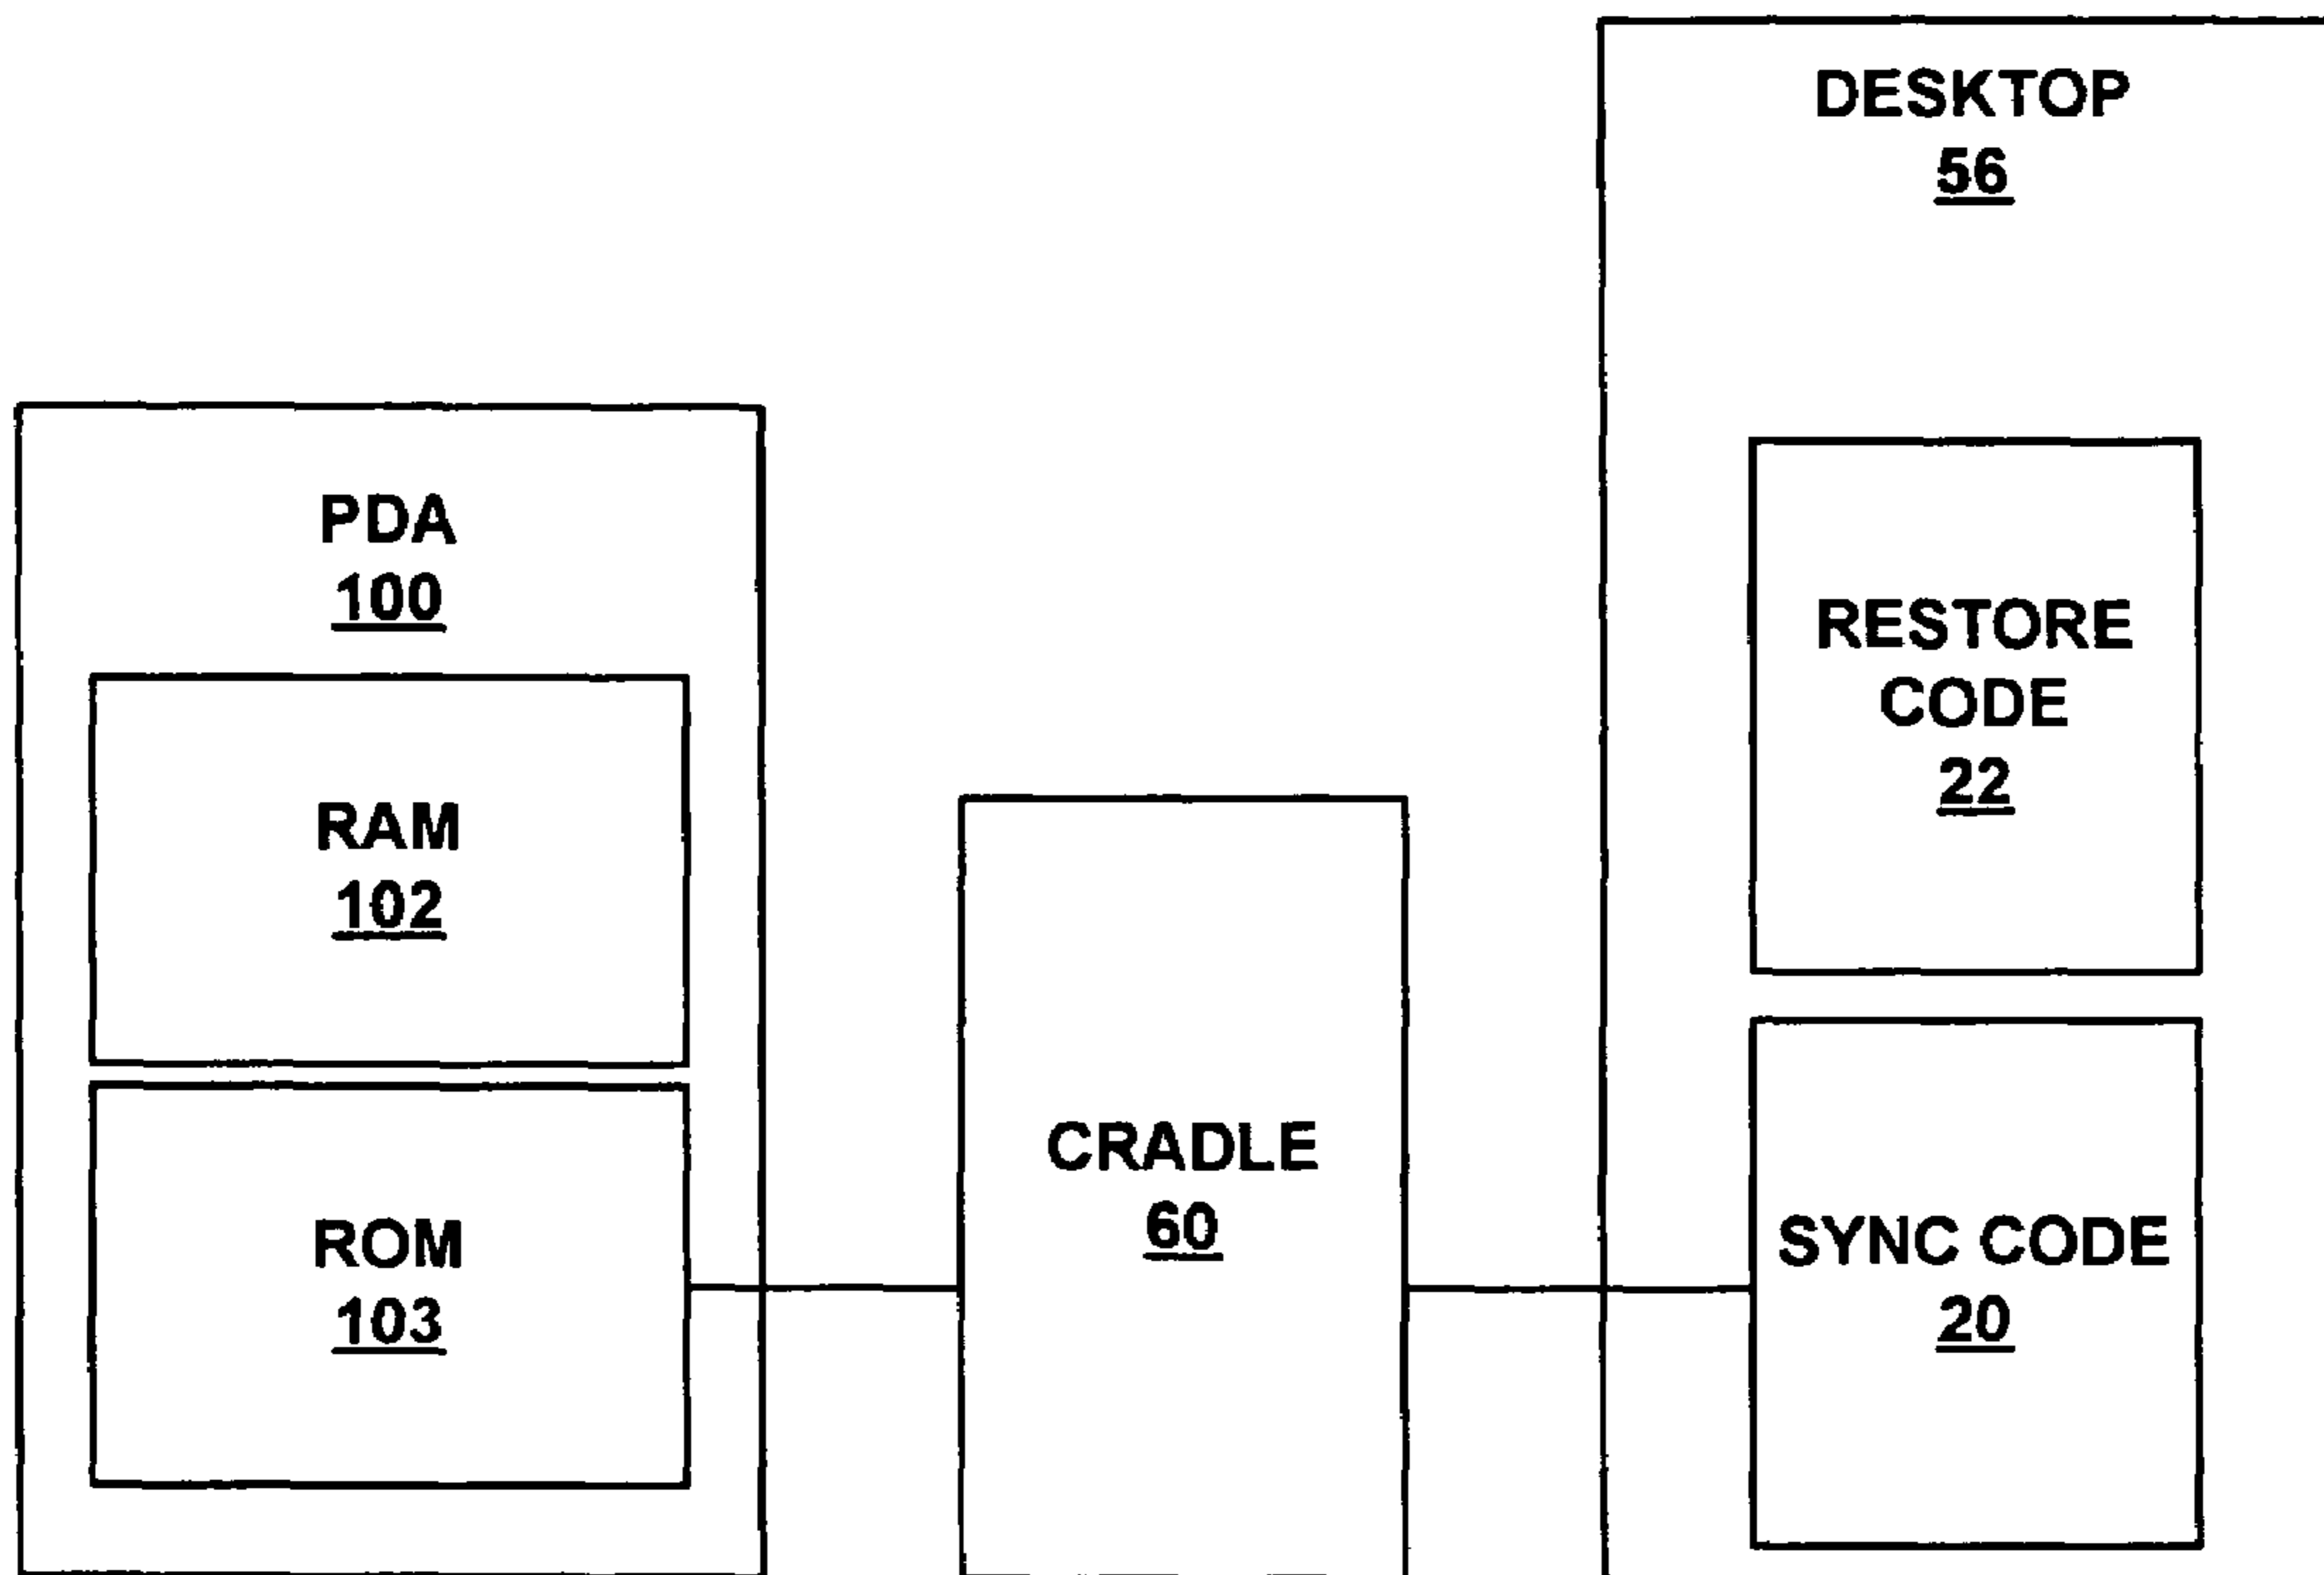 PDA
100
RAM
102
ROM
103
CRADLE
60
DESKTOP
56
RESTORE
CODE
22
SYNC CODE
20